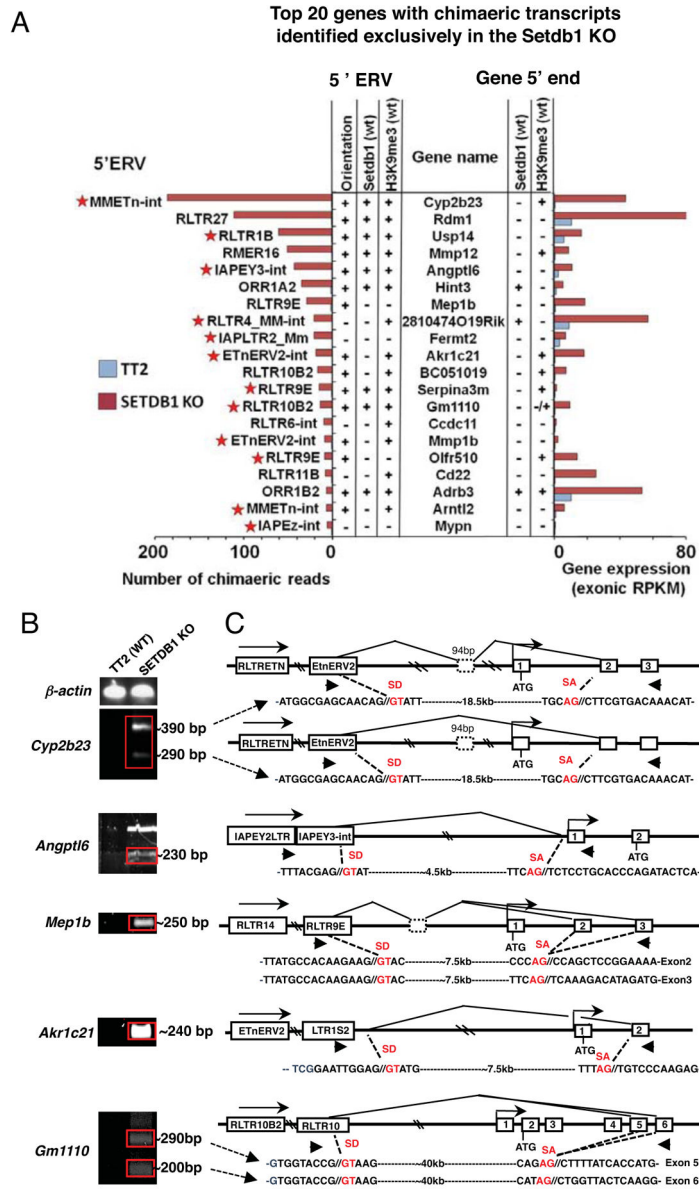 A
Top 20 genes with chimaeric transcripts
identified exclusively in the Setdb1 KO
5 ' ERV
Gene 5' end
5'ERV
Orientation
Setdb1 (wt)
H3K9me3 (wt)
Gene name
Setdb1 (wt)
H3K9me3 (wt)
MMETn-int + + + Cyp2b23 - +
RLTR27 + + + Rdm1 - -
RLTR1B + + + Usp14 - -
RMER16 + + + Mmp12 - +
IAPEY3-int + + + Angptl6 - -
ORR1A2 + + + Hint3 + -
RLTR9E + - - Mep1b - -
RLTR4_MM-int - - + 2810474O19Rik + -
IAPLTR2_Mm - - - Fermt2 - -
ETnERV2-int + - + Akr1c21 - +
RLTR10B2 + - + BC051019 - +
RLTR9E + + + Serpina3m - +
RLTR10B2 + + + Gm1110 - -/+
RLTR6-int - - + Ccdc11 - -
ETnERV2-int + - + Mmp1b - -
RLTR9E + - - Olfr510 - +
RLTR11B - - + Cd22 - -
ORR1B2 + + + Adrb3 + +
MMETn-int + - + Arntl2 - -
IAPEz-int - - - Mypn - -
TT2
SETDB1 KO
200 100 0
0 80
Number of chimaeric reads
Gene expression
(exonic RPKM)
B
TT2 (WT)
SETDB1 KO
β-actin
Cyp2b23
~390 bp
~290 bp
Angptl6
~230 bp
Mep1b
~250 bp
Akr1c21
~240 bp
Gm1110
~290bp
~200bp
C
94bp
RLTRETN EtnERV2 1 2 3
ATG
SD SA
-ATGGCGAGCAACAG//GTATT----~18.5kb----TGCAG//CTTCGTGACAAACAT-
94bp
RLTRETN EtnERV2 1
ATG
SD SA
-ATGGCGAGCAACAG//GTATT----~18.5kb----TGCAG//CTTCGTGACAAACAT-
IAPEY2LTR IAPEY3-int 1 2
ATG
SD SA
-TTTACGAG//GTAT----~4.5kb----TTCAG//TCTCCTGCACCCAGATACTCA-
RLTR14 RLTR9E 1 2 3
ATG
SD SA
-TTATGCCACAAGAAG//GTAC----~7.5kb----CCCAG//CCAGCTCCGGAAAA-Exon2
-TTATGCCACAAGAAG//GTAC----~7.5kb----TTCAG//TCAAAGACATAGATG-Exon3
ETnERV2 LTR1S2 1 2
ATG
SD SA
-- TCGGAATTGGAG//GTATG----~7.5kb----TTTAG//TGTCCCAAGAG
RLTR10B2 RLTR10 1 2 3 4 5 6
ATG
SD SA
-GTGGTACCG//GTAAG----~40kb----CAGAG//CTTTTATCACCATG- Exon 5
-GTGGTACCG//GTAAG----~40kb----CATAG//CTGGTTACTCAAGG- Exon 6